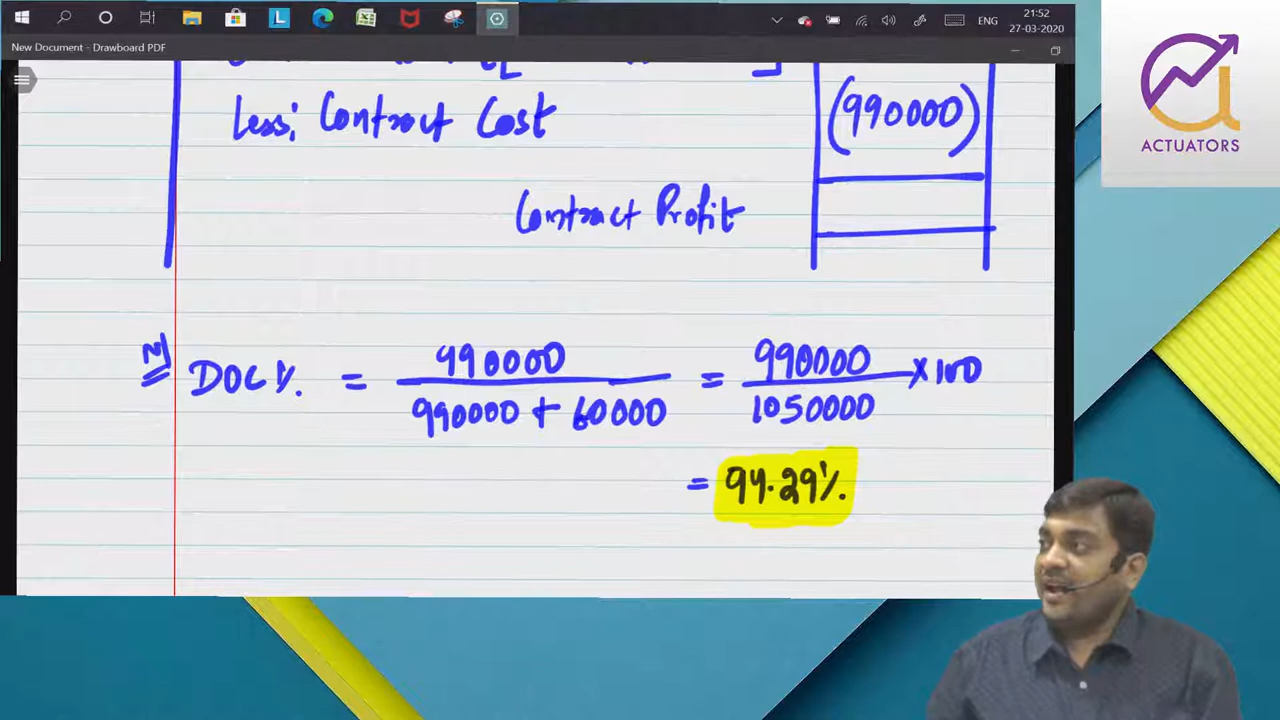 21:52
ENG
27-03-2020
New Document - Drawboard PDF
ACTUATORS
Less: Contract Cost (990000)
Contract Profit
DOC %. = 990000 / 990000 + 60000 = 990000 / 1050000 × 100
= 94.29%